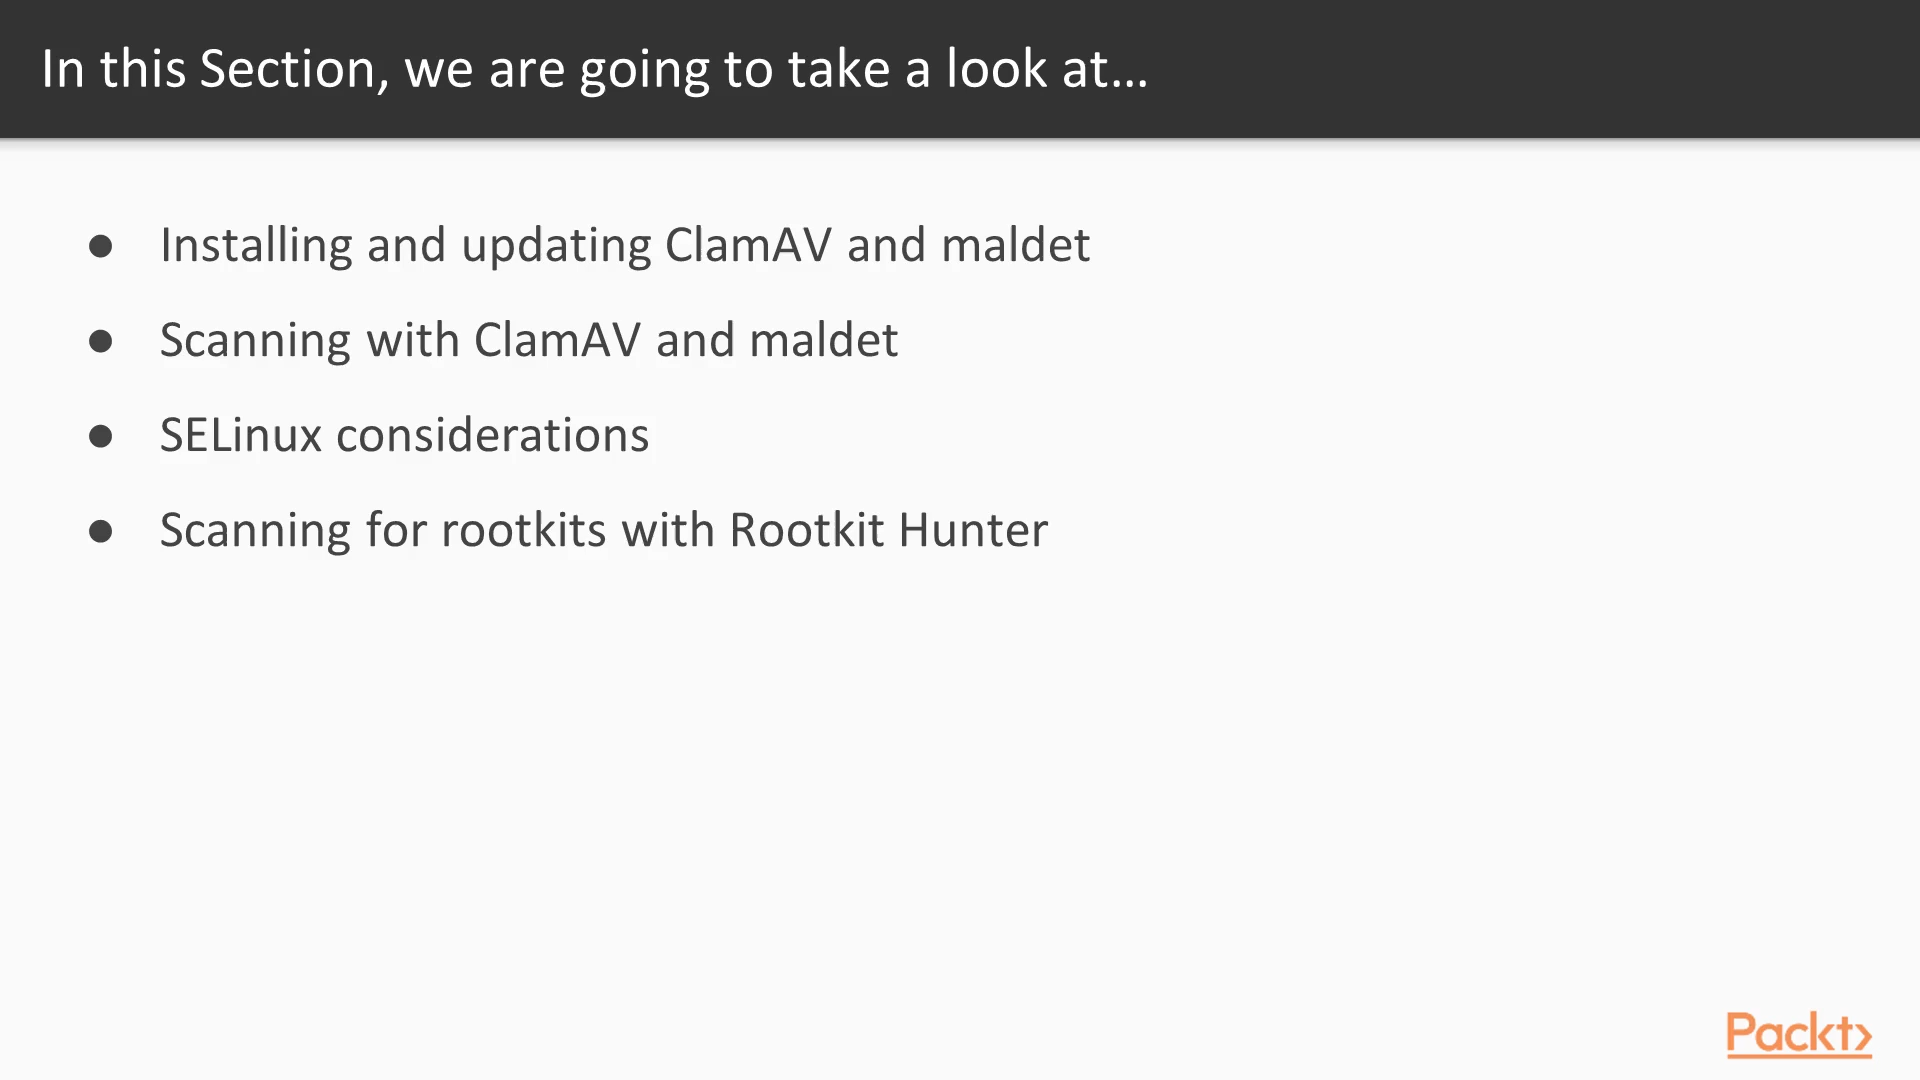 In this Section, we are going to take a look at...
● Installing and updating ClamAV and maldet
● Scanning with ClamAV and maldet
● SELinux considerations
● Scanning for rootkits with Rootkit Hunter
Packt>